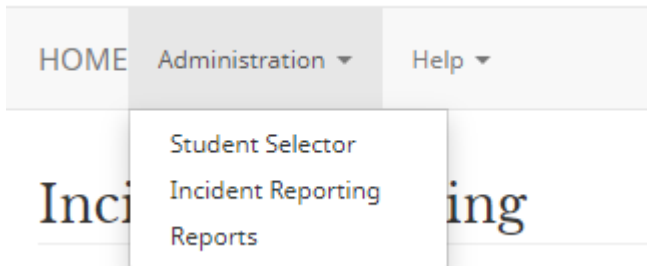 HOME Administration Help
Student Selector
Incident Reporting
Inci ing
Reports